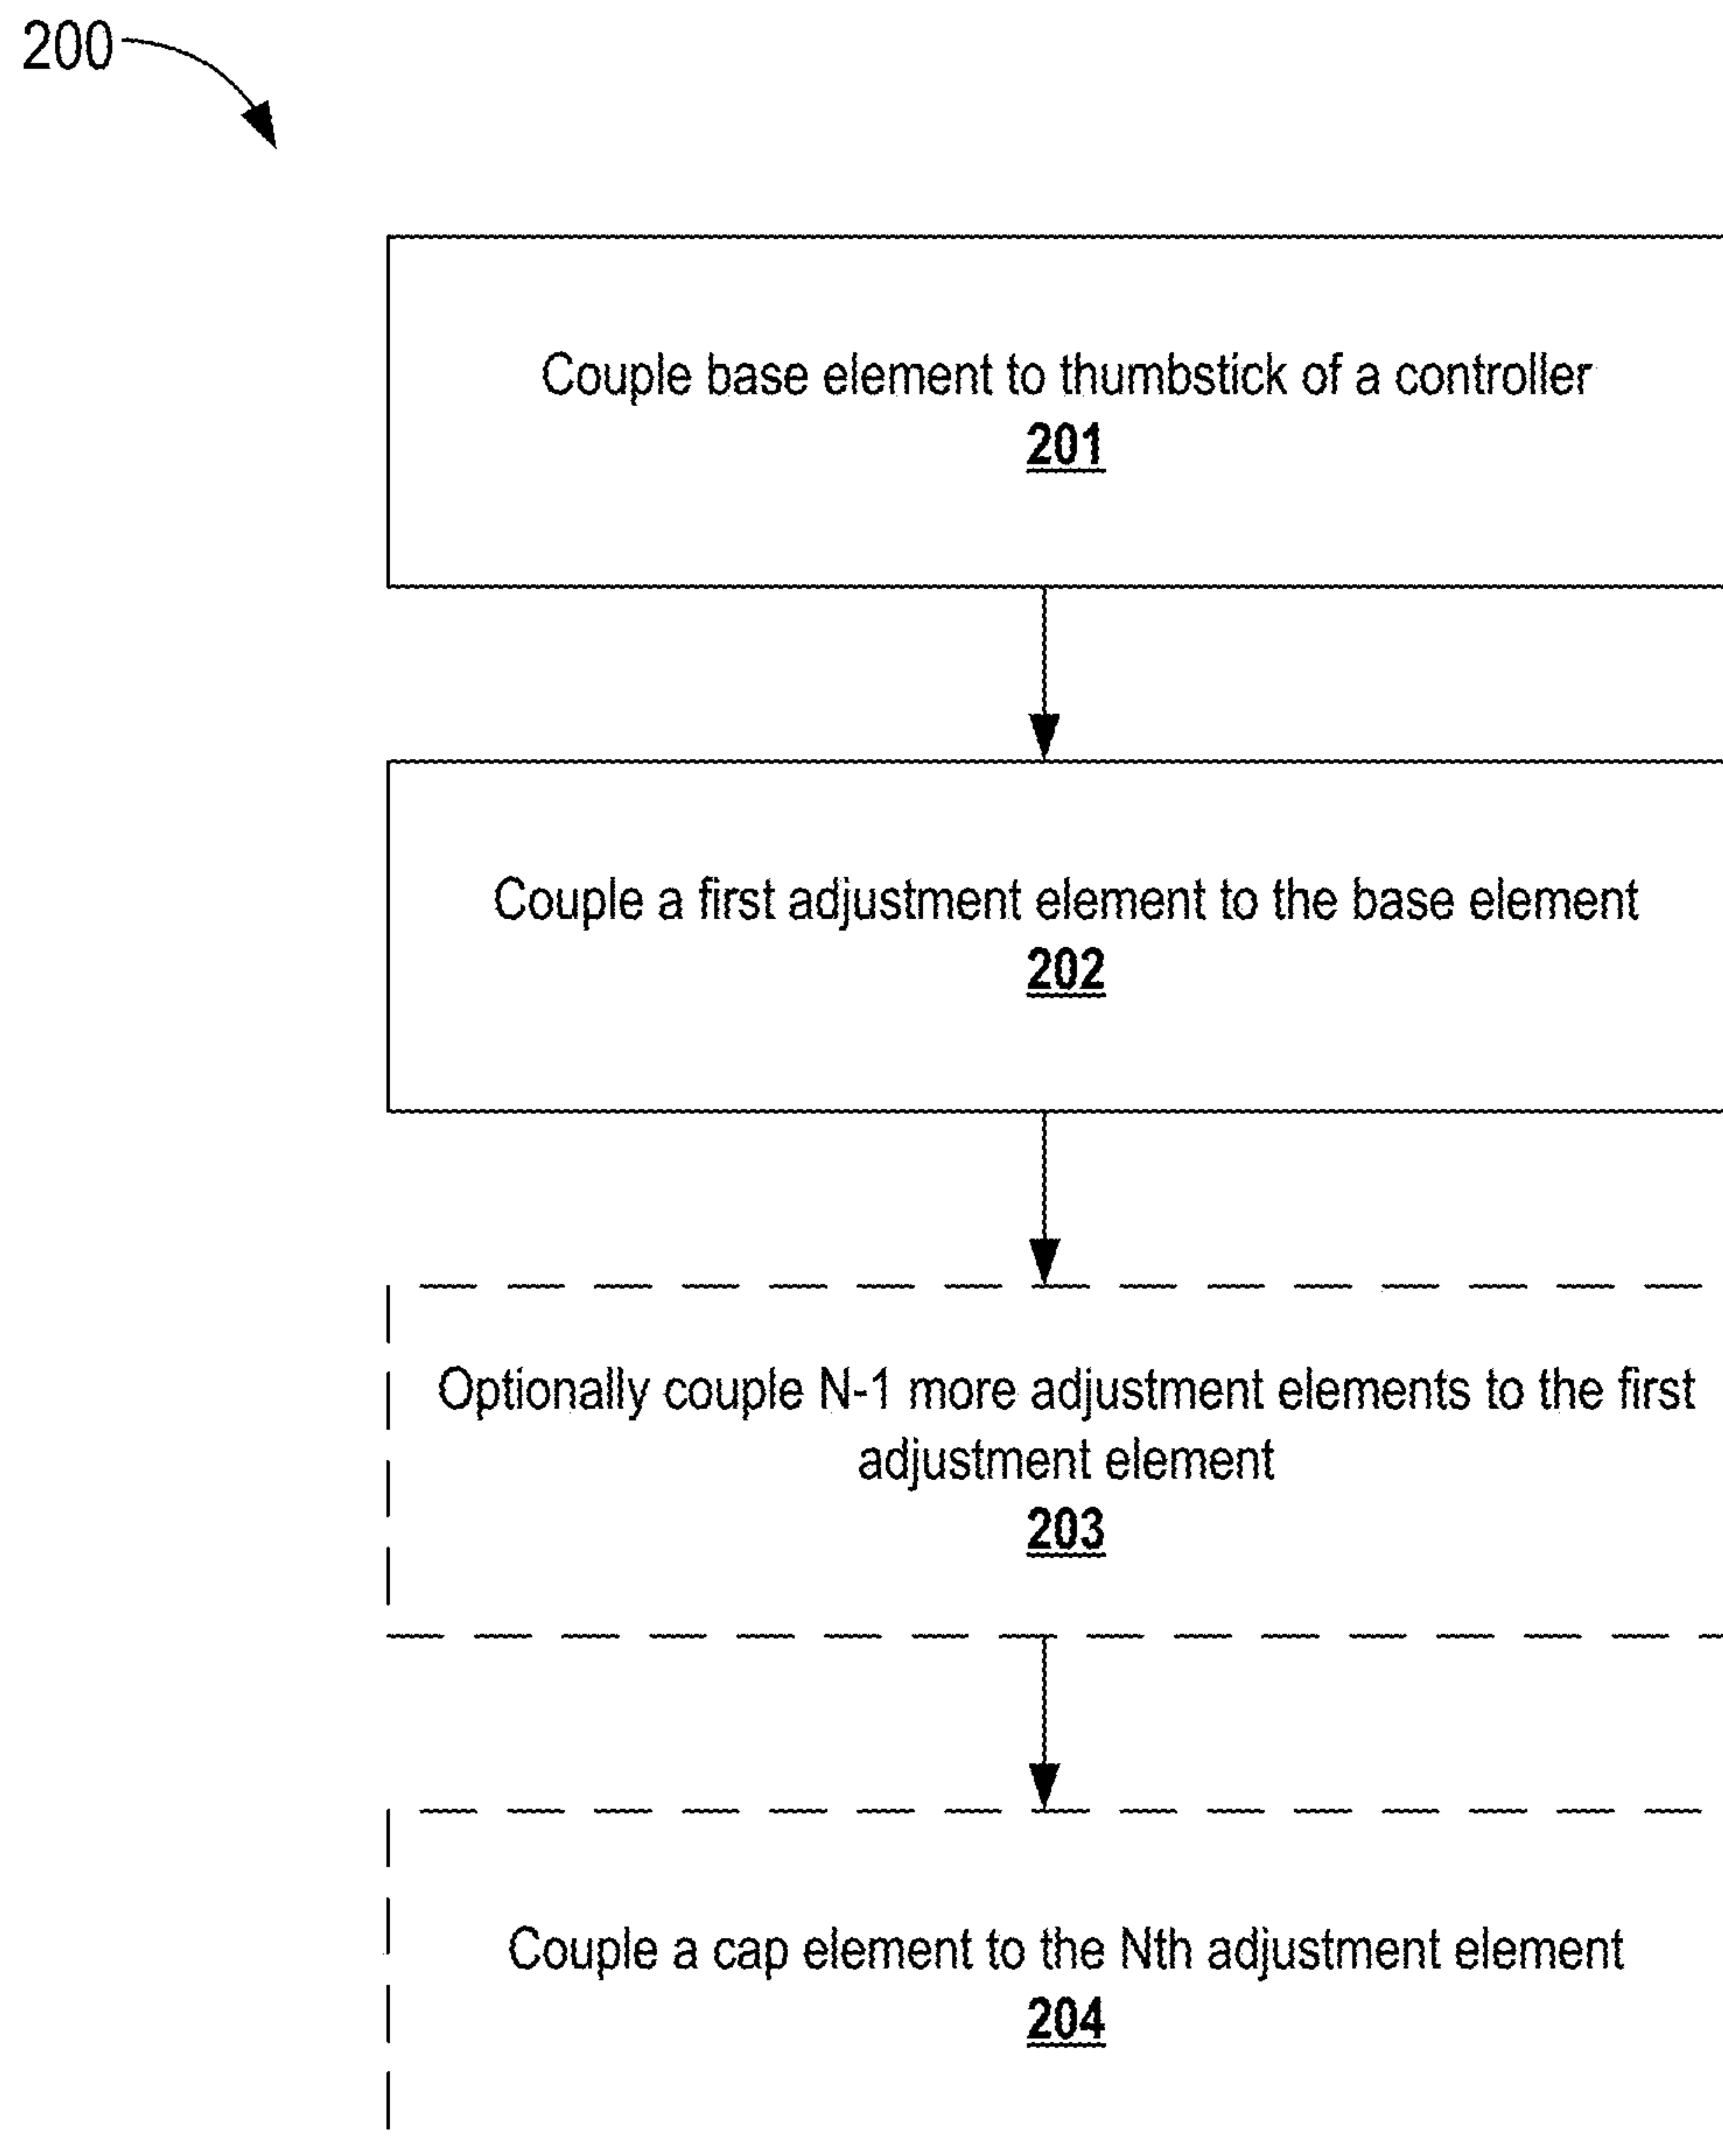 200
Couple base element to thumbstick of a controller
201
Couple a first adjustment element to the base element
202
Optionally couple N-1 more adjustment elements to the first
adjustment element
203
Couple a cap element to the Nth adjustment element
204